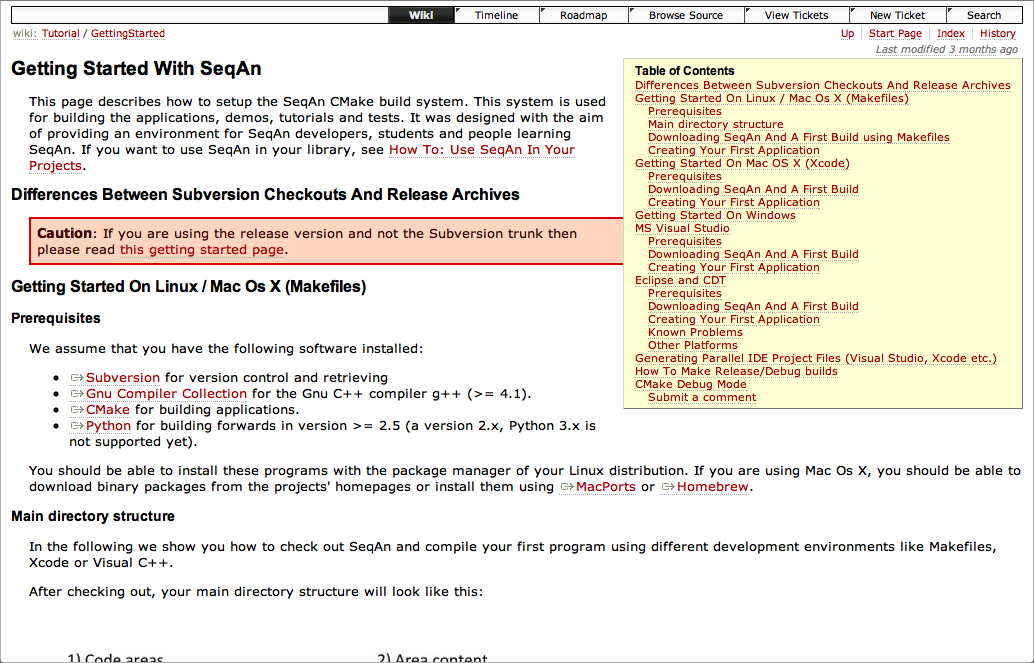 Wiki Timeline Roadmap Browse Source View Tickets New Ticket Search
wiki: Tutorial / GettingStarted
Up Start Page Index History
Last modified 3 months ago
Getting Started With SeqAn
This page describes how to setup the SeqAn CMake build system. This system is used
for building the applications, demos, tutorials and tests. It was designed with the aim
of providing an environment for SeqAn developers, students and people learning
SeqAn. If you want to use SeqAn in your library, see How To: Use SeqAn In Your
Projects.
Differences Between Subversion Checkouts And Release Archives
Caution: If you are using the release version and not the Subversion trunk then
please read this getting started page.
Table of Contents
Differences Between Subversion Checkouts And Release Archives
Getting Started On Linux / Mac Os X (Makefiles)
Prerequisites
Main directory structure
Downloading SeqAn And A First Build using Makefiles
Creating Your First Application
Getting Started On Mac OS X (Xcode)
Prerequisites
Downloading SeqAn And A First Build
Creating Your First Application
Getting Started On Windows
MS Visual Studio
Prerequisites
Downloading SeqAn And A First Build
Creating Your First Application
Eclipse and CDT
Prerequisites
Downloading SeqAn And A First Build
Creating Your First Application
Known Problems
Other Platforms
Generating Parallel IDE Project Files (Visual Studio, Xcode etc.)
How To Make Release/Debug builds
CMake Debug Mode
Submit a comment
Getting Started On Linux / Mac Os X (Makefiles)
Prerequisites
We assume that you have the following software installed:
• Subversion for version control and retrieving
• Gnu Compiler Collection for the Gnu C++ compiler g++ (>= 4.1).
• CMake for building applications.
• Python for building forwards in version >= 2.5 (a version 2.x, Python 3.x is
not supported yet).
You should be able to install these programs with the package manager of your Linux distribution. If you are using Mac Os X, you should be able to
download binary packages from the projects' homepages or install them using MacPorts or Homebrew.
Main directory structure
In the following we show you how to check out SeqAn and compile your first program using different development environments like Makefiles,
Xcode or Visual C++.
After checking out, your main directory structure will look like this:
1) Code areas 2) Area content